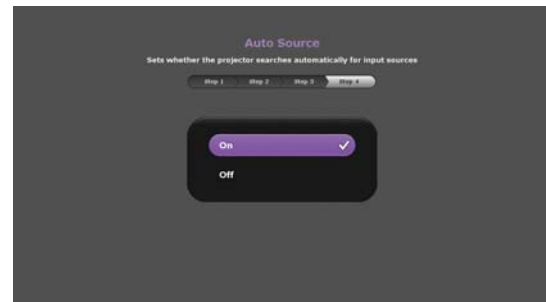 Auto Source
Sets whether the projector searches automatically for input sources
Step 1 Step 2 Step 3 Step 4
On
Off